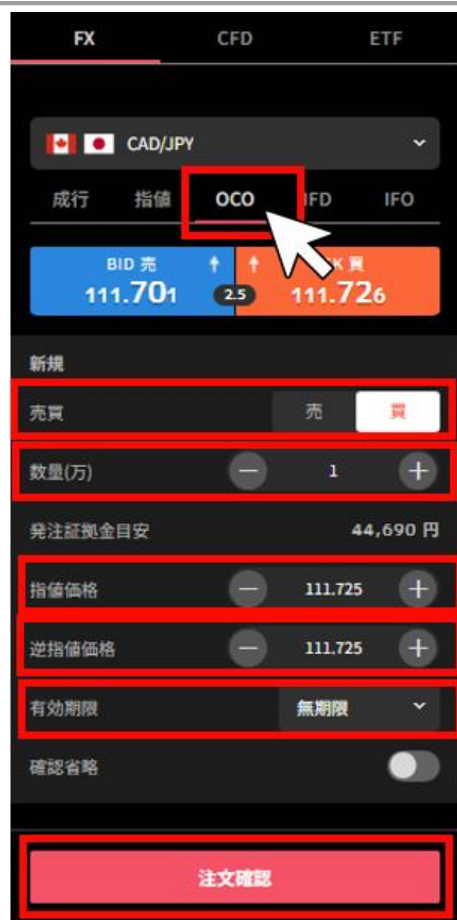 FX CFD ETF
CAD/JPY
成行 指値 OCO IFD IFO
BID 売 買
111.701 2.5 111.726
新規
売買 売 買
数量(万) 1
発注証拠金目安 44,690 円
指値価格 111.725
逆指値価格 111.725
有効期限 無期限
確認省略
注文確認